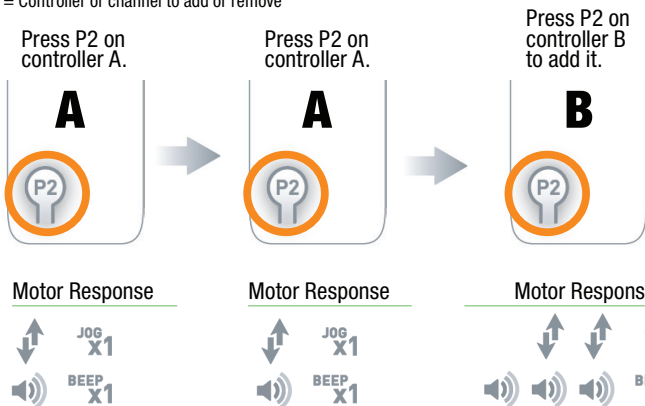 = Controller or channel to add or remove
Press P2 on
controller A.
A
P2
Motor Response
JOG
X1
BEEP
X1
Press P2 on
controller A.
A
P2
Motor Response
JOG
X1
BEEP
X1
Press P2 on
controller B
to add it.
B
P2
Motor Respons